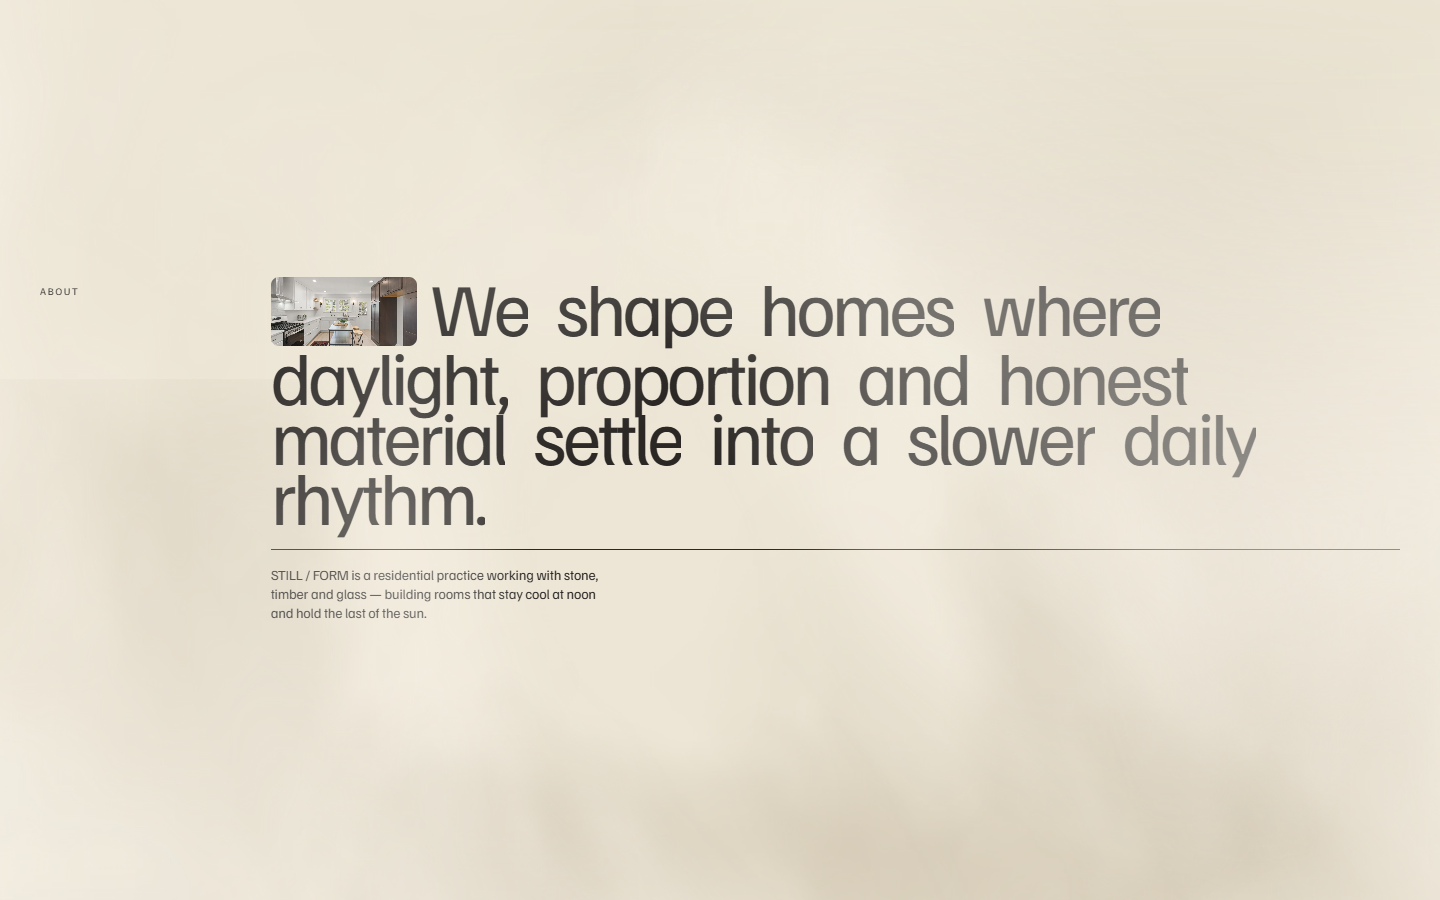 ABOUT
We shape homes where
daylight, proportion and honest
material settle into a slower daily
rhythm.
STILL / FORM is a residential practice working with stone,
timber and glass — building rooms that stay cool at noon
and hold the last of the sun.